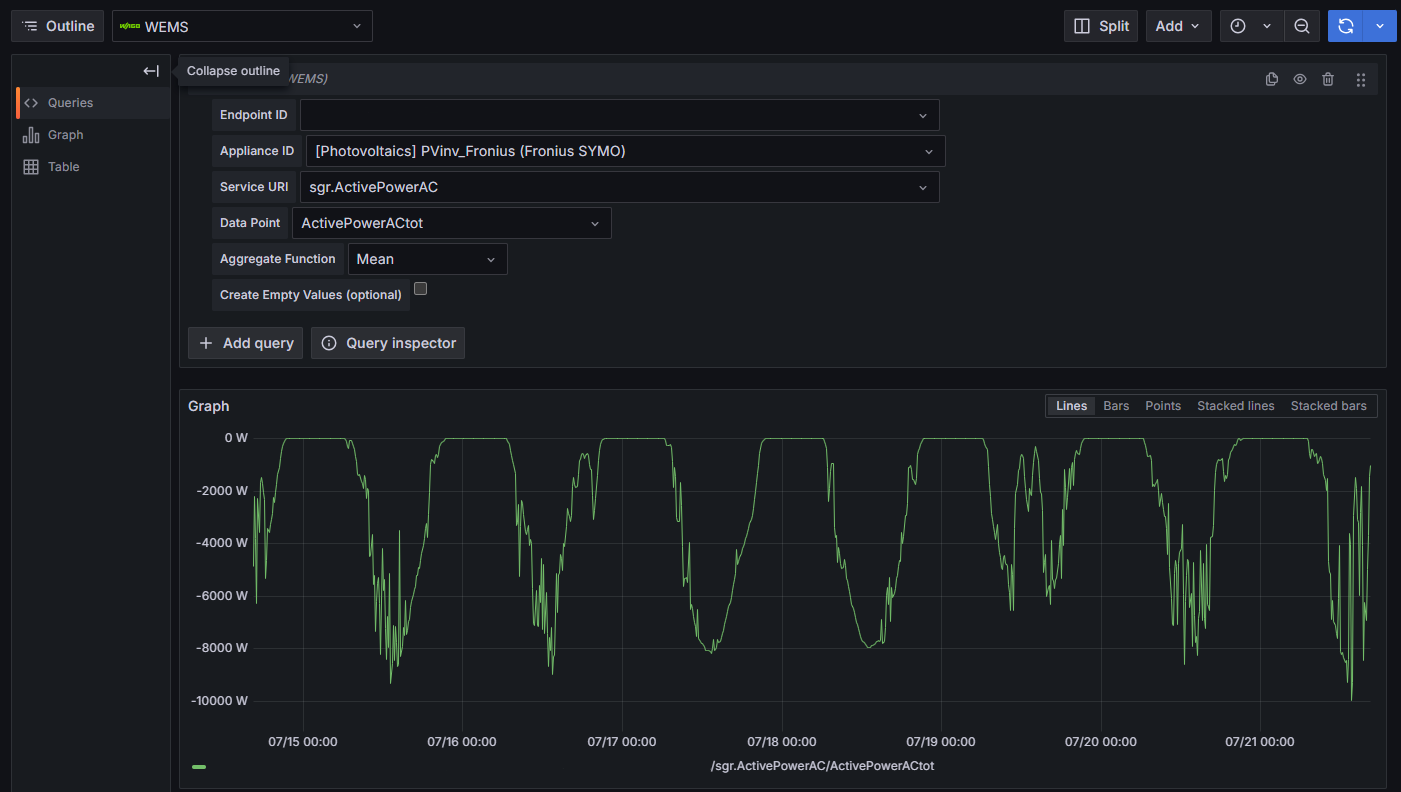 Outline
WAGO WEMS
Split
Add
Collapse outline
WEMS)
Queries
Graph
Table
Endpoint ID
Appliance ID [Photovoltaics] PVinv_Fronius (Fronius SYMO)
Service URI sgr.ActivePowerAC
Data Point ActivePowerACtot
Aggregate Function Mean
Create Empty Values (optional)
+ Add query
Query inspector
Graph
Lines Bars Points Stacked lines Stacked bars
0 W
-2000 W
-4000 W
-6000 W
-8000 W
-10000 W
07/15 00:00 07/16 00:00 07/17 00:00 07/18 00:00 07/19 00:00 07/20 00:00 07/21 00:00
/sgr.ActivePowerAC/ActivePowerACtot